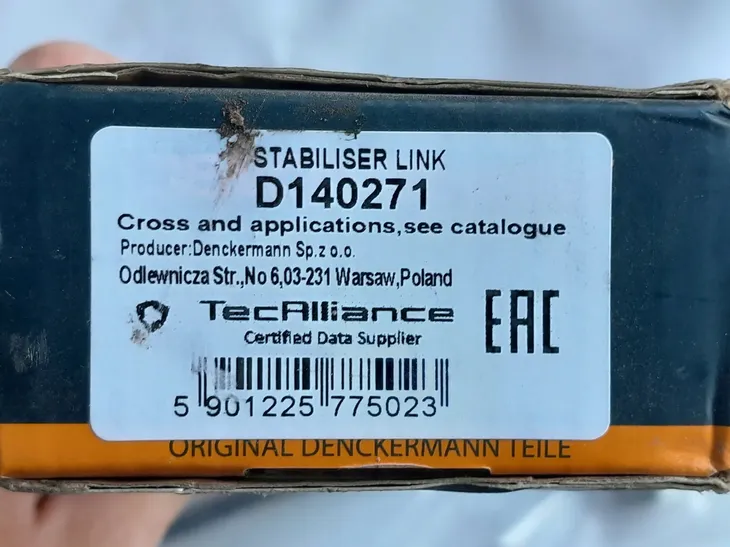 STABILISER LINK
D140271
Cross and applications,see catalogue
Producer:Denckermann Sp.z o.o.
Odlewnicza Str.,No 6,03-231 Warsaw,Poland
TecAlliance
Certified Data Supplier
EAC
5 901225 775023
ORIGINAL DENCKERMANN TEILE